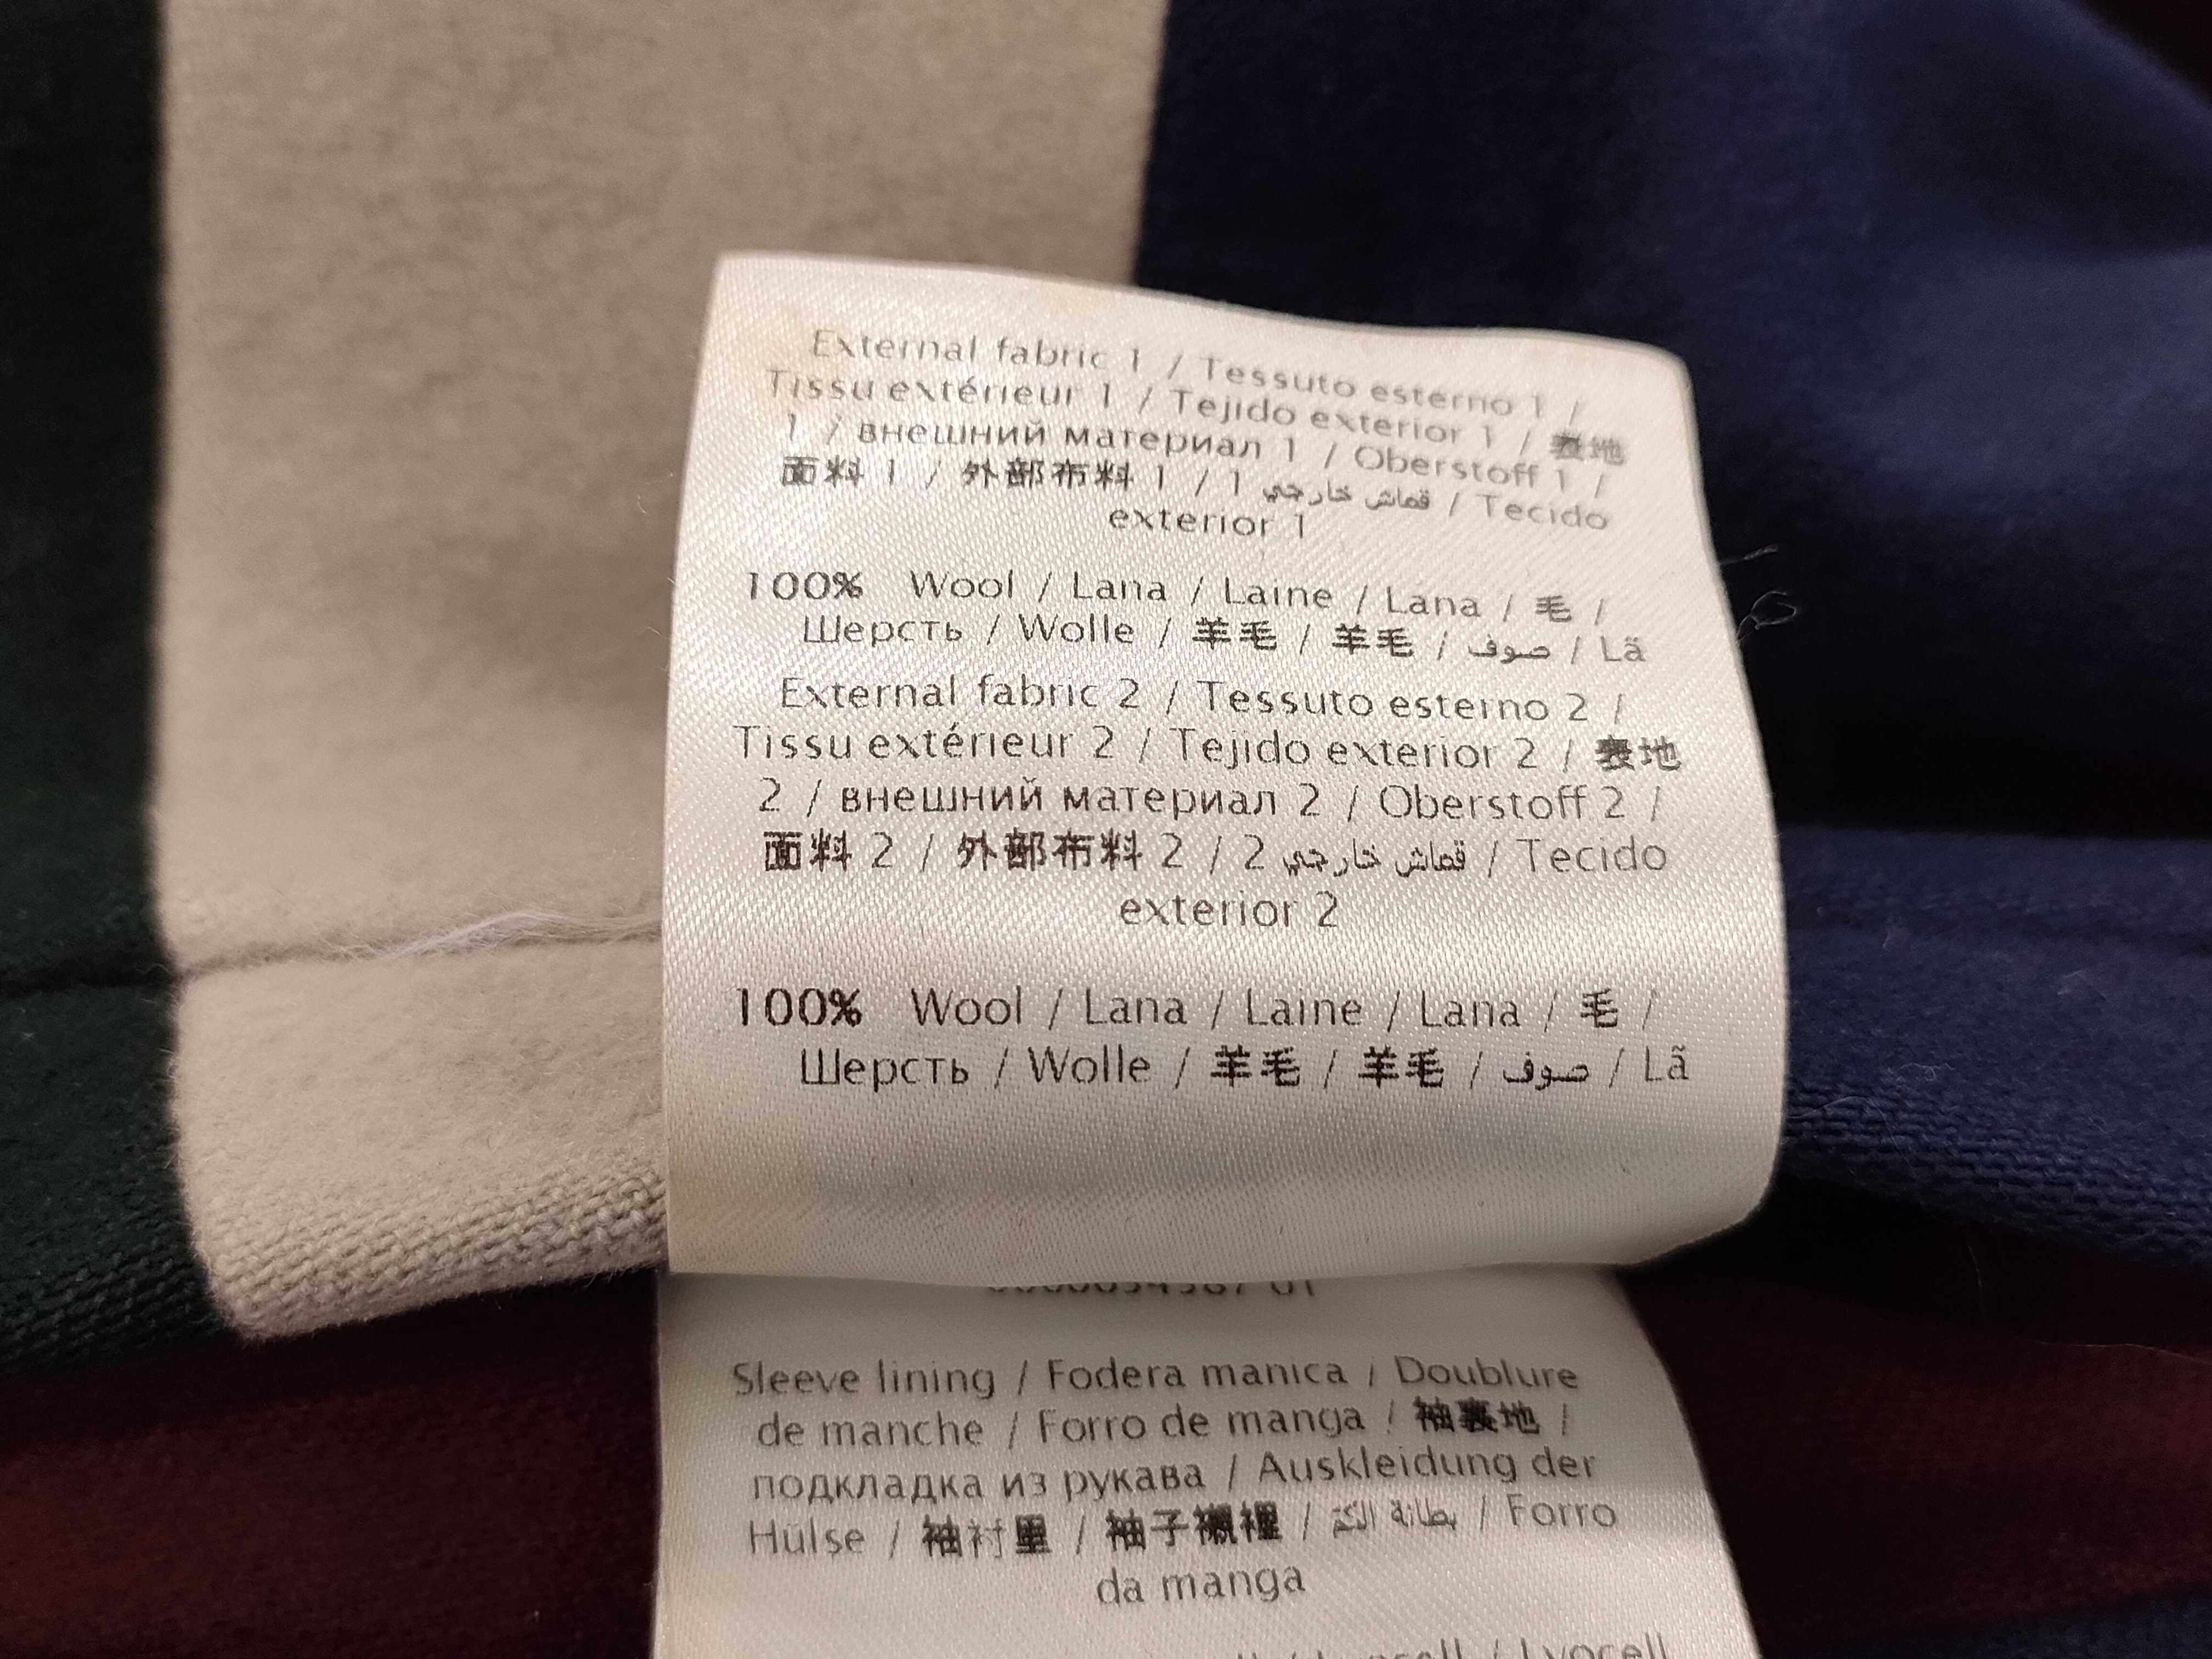 External fabric 1 / Tessuto esterno 1 /
Tissu extérieur 1 / Tejido exterior 1 / 表地
1 / внешний материал 1 / Oberstoff 1 /
面料 1 / 外部布料 1 / 1 قماش خارجي / Tecido
exterior 1
100% Wool / Lana / Laine / Lana / 毛 /
Шерсть / Wolle / 羊毛 / 羊毛 / صوف / Lã
External fabric 2 / Tessuto esterno 2 /
Tissu extérieur 2 / Tejido exterior 2 / 表地
2 / внешний материал 2 / Oberstoff 2 /
面料 2 / 外部布料 2 / 2 قماش خارجي / Tecido
exterior 2
100% Wool / Lana / Laine / Lana / 毛 /
Шерсть / Wolle / 羊毛 / 羊毛 / صوف / Lã
Sleeve lining / Fodera manica / Doublure
de manche / Forro de manga / 袖裏地 /
подкладка из рукава / Auskleidung der
Hülse / 袖衬里 / 袖子襯裡 / بطانة الكم / Forro
da manga
/ Lyocell